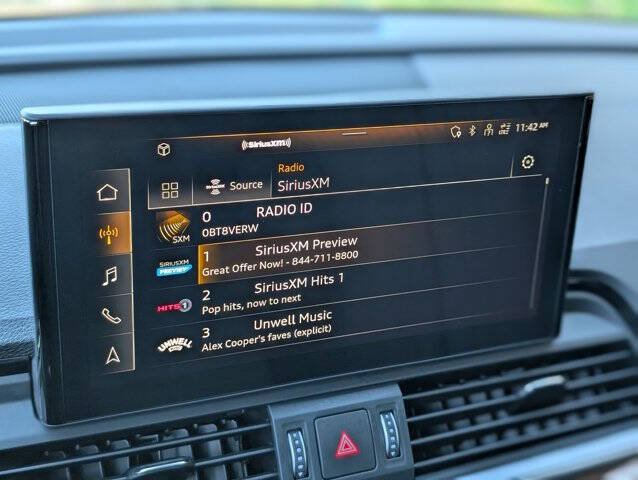 ((SiriusXM))
11:42 AM
Radio
Source
SiriusXM
0 RADIO ID
SXM
0BT8VERW
1 SiriusXM Preview
SIRIUSXM
PREVIEW
Great Offer Now! - 844-711-8800
2 SiriusXM Hits 1
HITS 1
Pop hits, now to next
3 Unwell Music
UNWELL
Alex Cooper's faves (explicit)